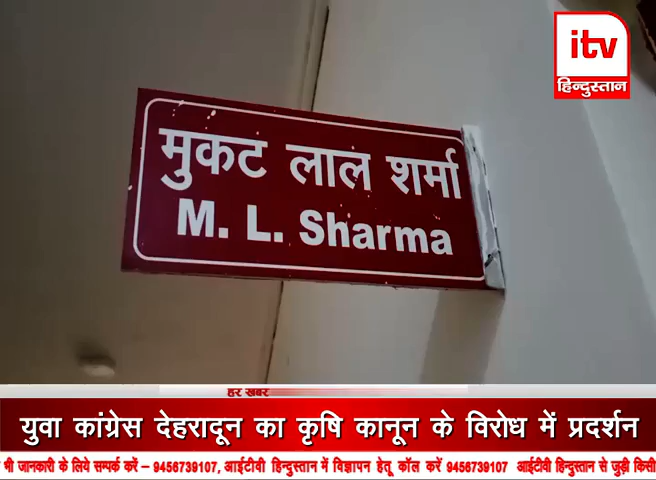 itv
हिन्दुस्तान
मुकट लाल शर्मा
M. L. Sharma
हर खबर
युवा कांग्रेस देहरादून का कृषि कानून के विरोध में प्रदर्शन
भी जानकारी के लिये सम्पर्क करें – 9456739107, आईटीवी हिन्दुस्तान में विज्ञापन हेतू कॉल करें 9456739107 आईटीवी हिन्दुस्तान से जुड़ी किसी